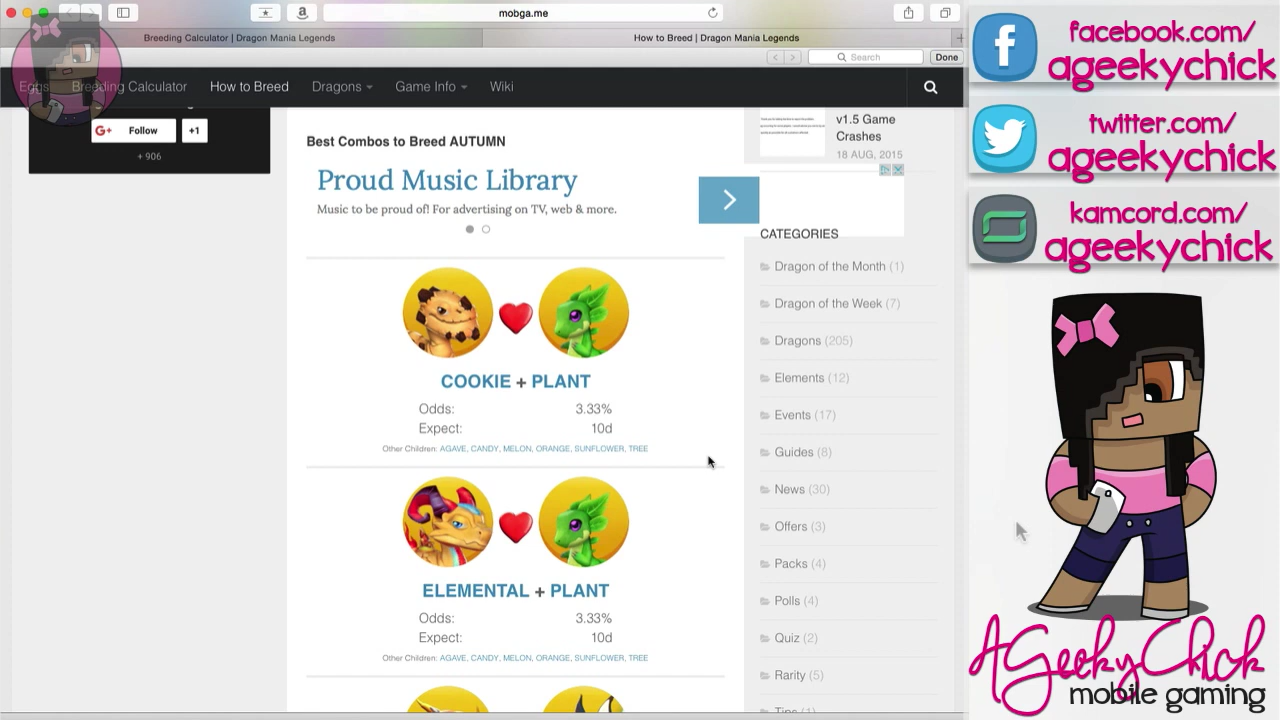 mobga.me
Breeding Calculator | Dragon Mania Legends
How to Breed | Dragon Mania Legends
Search
Done
Eggs
Breeding Calculator
How to Breed
Dragons
Game Info
Wiki
G+ Follow
+1
+ 906
Best Combos to Breed AUTUMN
Proud Music Library
Music to be proud of! For advertising on TV, web & more.
COOKIE + PLANT
Odds: 3.33%
Expect: 10d
Other Children: AGAVE, CANDY, MELON, ORANGE, SUNFLOWER, TREE
ELEMENTAL + PLANT
Odds: 3.33%
Expect: 10d
Other Children: AGAVE, CANDY, MELON, ORANGE, SUNFLOWER, TREE
v1.5 Game
Crashes
18 AUG, 2015
CATEGORIES
Dragon of the Month (1)
Dragon of the Week (7)
Dragons (205)
Elements (12)
Events (17)
Guides (8)
News (30)
Offers (3)
Packs (4)
Polls (4)
Quiz (2)
Rarity (5)
facebook.com/
ageekychick
twitter.com/
ageekychick
kamcord.com/
ageekychick
AGeekyChick
mobile gaming